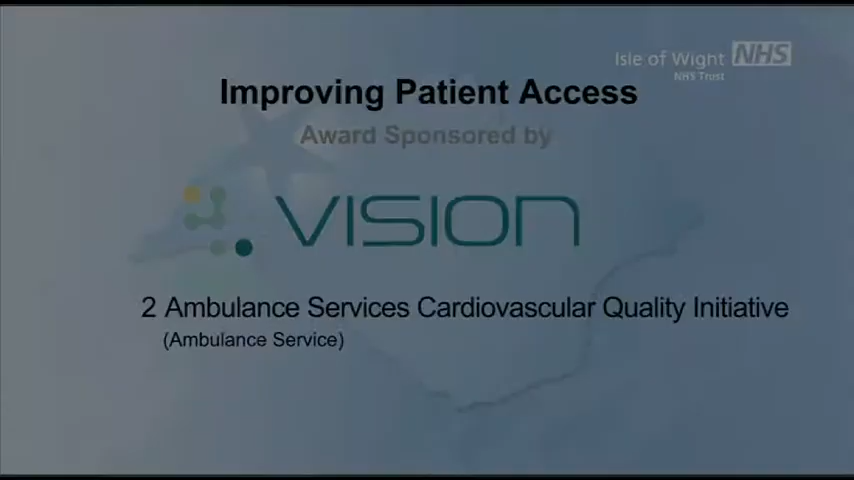 Isle of Wight NHS
NHS Trust
Improving Patient Access
Award Sponsored by
VISION
2 Ambulance Services Cardiovascular Quality Initiative
(Ambulance Service)